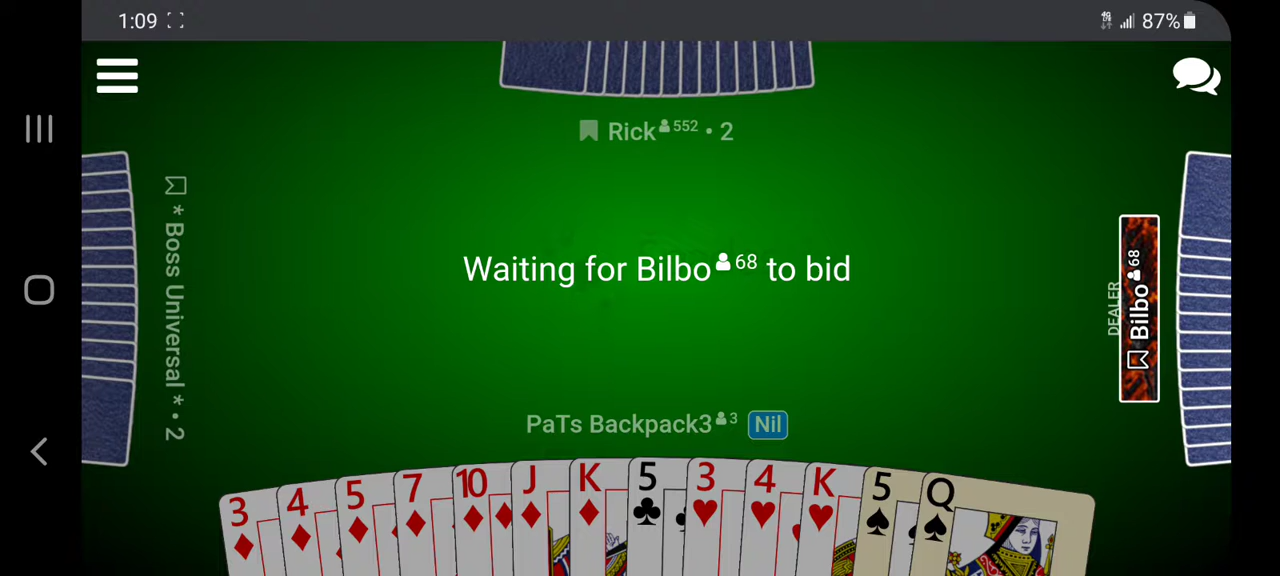 1:09
4G 87%
Rick 552 • 2
* Boss Universal * • 2
Waiting for Bilbo 68 to bid
DEALER
Bilbo 68
PaTs Backpack3 3 Nil
3 4 5 7 10 J K 5 3 4 K 5 Q